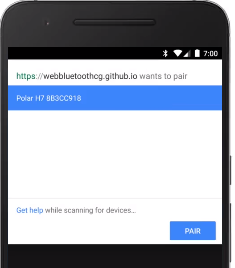 7:00
https://webbluetoothcg.github.io wants to pair
Polar H7 8B3CC918
Get help while scanning for devices...
PAIR